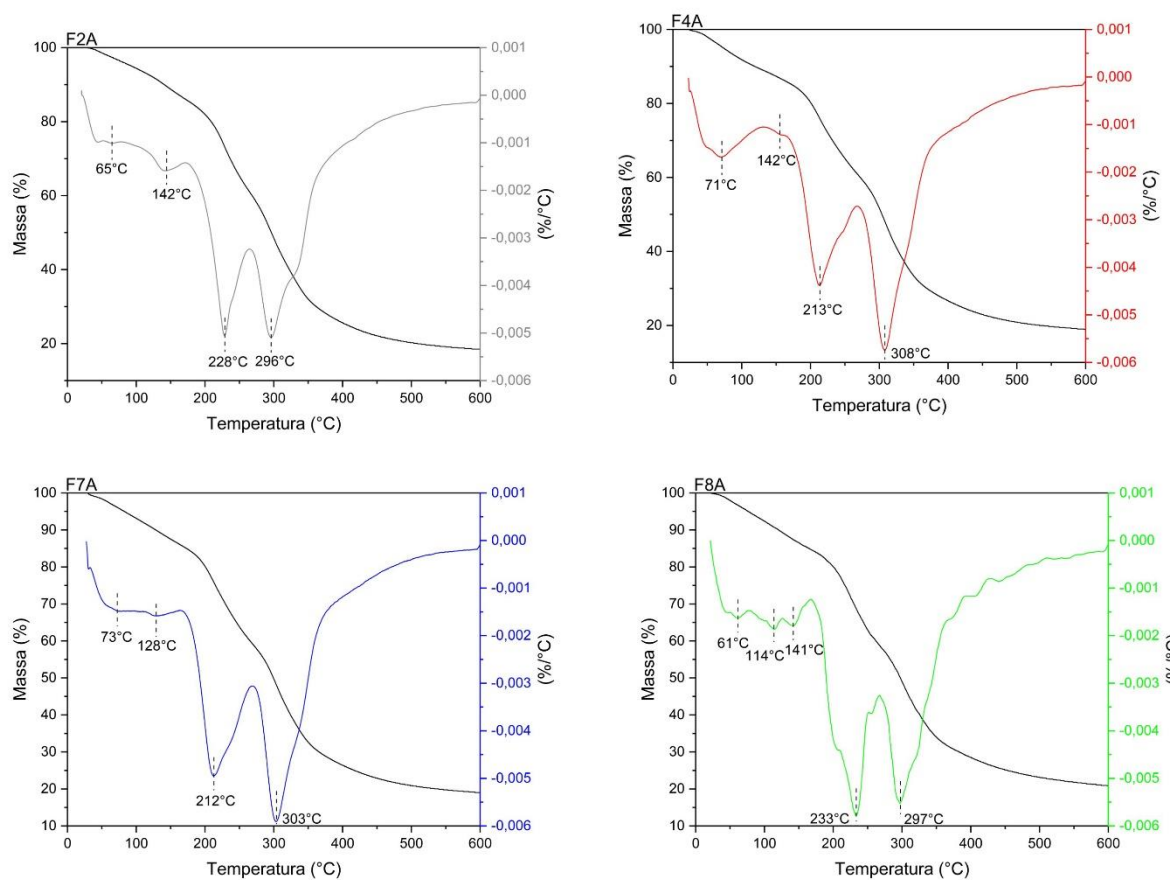 F2A
Massa (%)
100
80
60
40
20
0,001
0,000
-0,001
-0,002
-0,003
-0,004
-0,005
-0,006
(%/°C)
65°C
142°C
228°C
296°C
0 100 200 300 400 500 600
Temperatura (°C)
F4A
Massa (%)
100
80
60
40
20
0,001
0,000
-0,001
-0,002
-0,003
-0,004
-0,005
-0,006
(%/°C)
71°C
142°C
213°C
308°C
0 100 200 300 400 500 600
Temperatura (°C)
F7A
Massa (%)
100
90
80
70
60
50
40
30
20
10
0,001
0,000
-0,001
-0,002
-0,003
-0,004
-0,005
-0,006
(%/°C)
73°C
128°C
212°C
303°C
0 100 200 300 400 500 600
Temperatura (°C)
F8A
Massa (%)
100
90
80
70
60
50
40
30
20
10
0,001
0,000
-0,001
-0,002
-0,003
-0,004
-0,005
-0,006
61°C
114°C
141°C
233°C
297°C
0 100 200 300 400 500 600
Temperatura (°C)